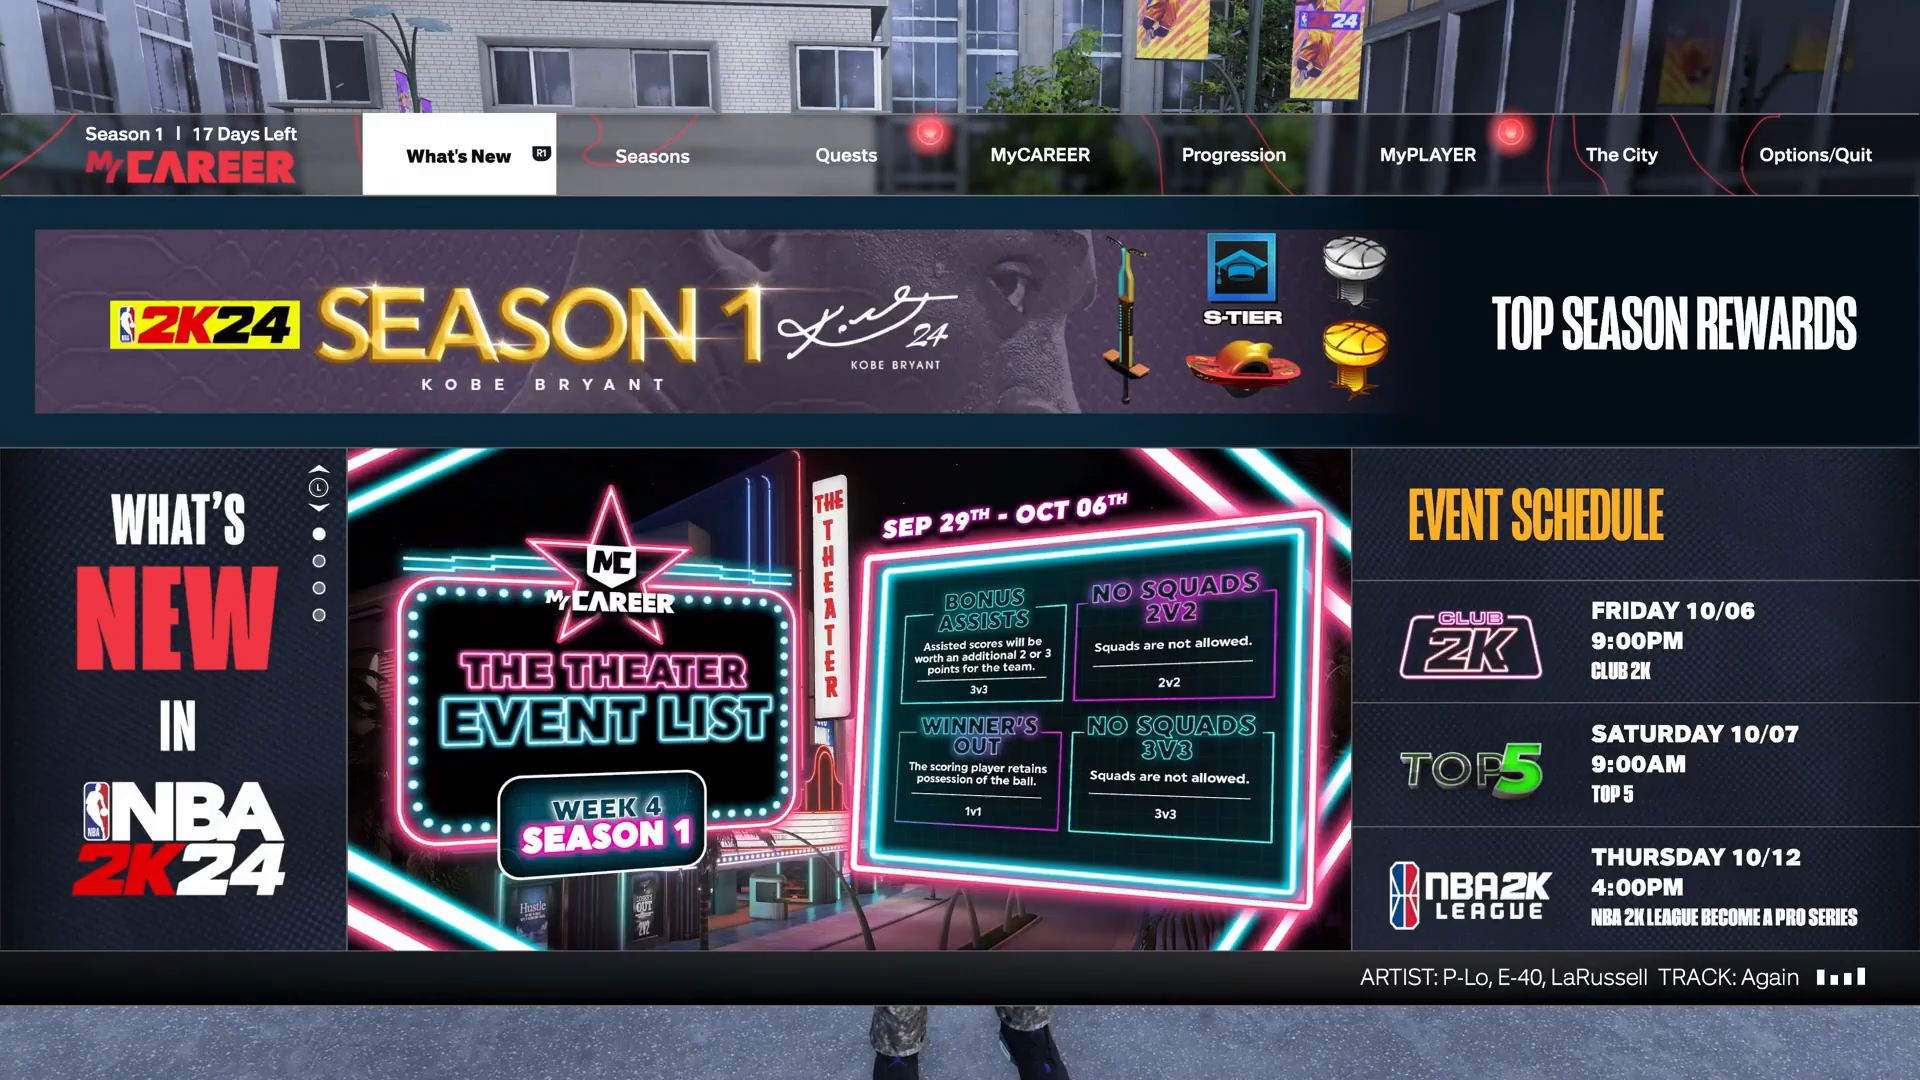 2K24
Season 1 | 17 Days Left
MyCAREER
What's New
R1
Seasons
Quests
MyCAREER
Progression
MyPLAYER
The City
Options/Quit
2K24
SEASON 1
KOBE BRYANT
24
KOBE BRYANT
S-TIER
TOP SEASON REWARDS
WHAT'S
NEW
IN
NBA
2K24
L
MC
MyCAREER
THE THEATER
EVENT LIST
WEEK 4
SEASON 1
THE THEATER
SEP 29TH - OCT 06TH
BONUS
ASSISTS
Assisted scores will be
worth an additional 2 or 3
points for the team.
3v3
NO SQUADS
2V2
Squads are not allowed.
2v2
WINNER'S
OUT
The scoring player retains
possession of the ball.
1v1
NO SQUADS
3V3
Squads are not allowed.
3v3
Hustle
2V2
EVENT SCHEDULE
CLUB
2K
FRIDAY 10/06
9:00PM
CLUB 2K
TOP5
SATURDAY 10/07
9:00AM
TOP 5
NBA2K
LEAGUE
THURSDAY 10/12
4:00PM
NBA 2K LEAGUE BECOME A PRO SERIES
ARTIST: P-Lo, E-40, LaRussell TRACK: Again